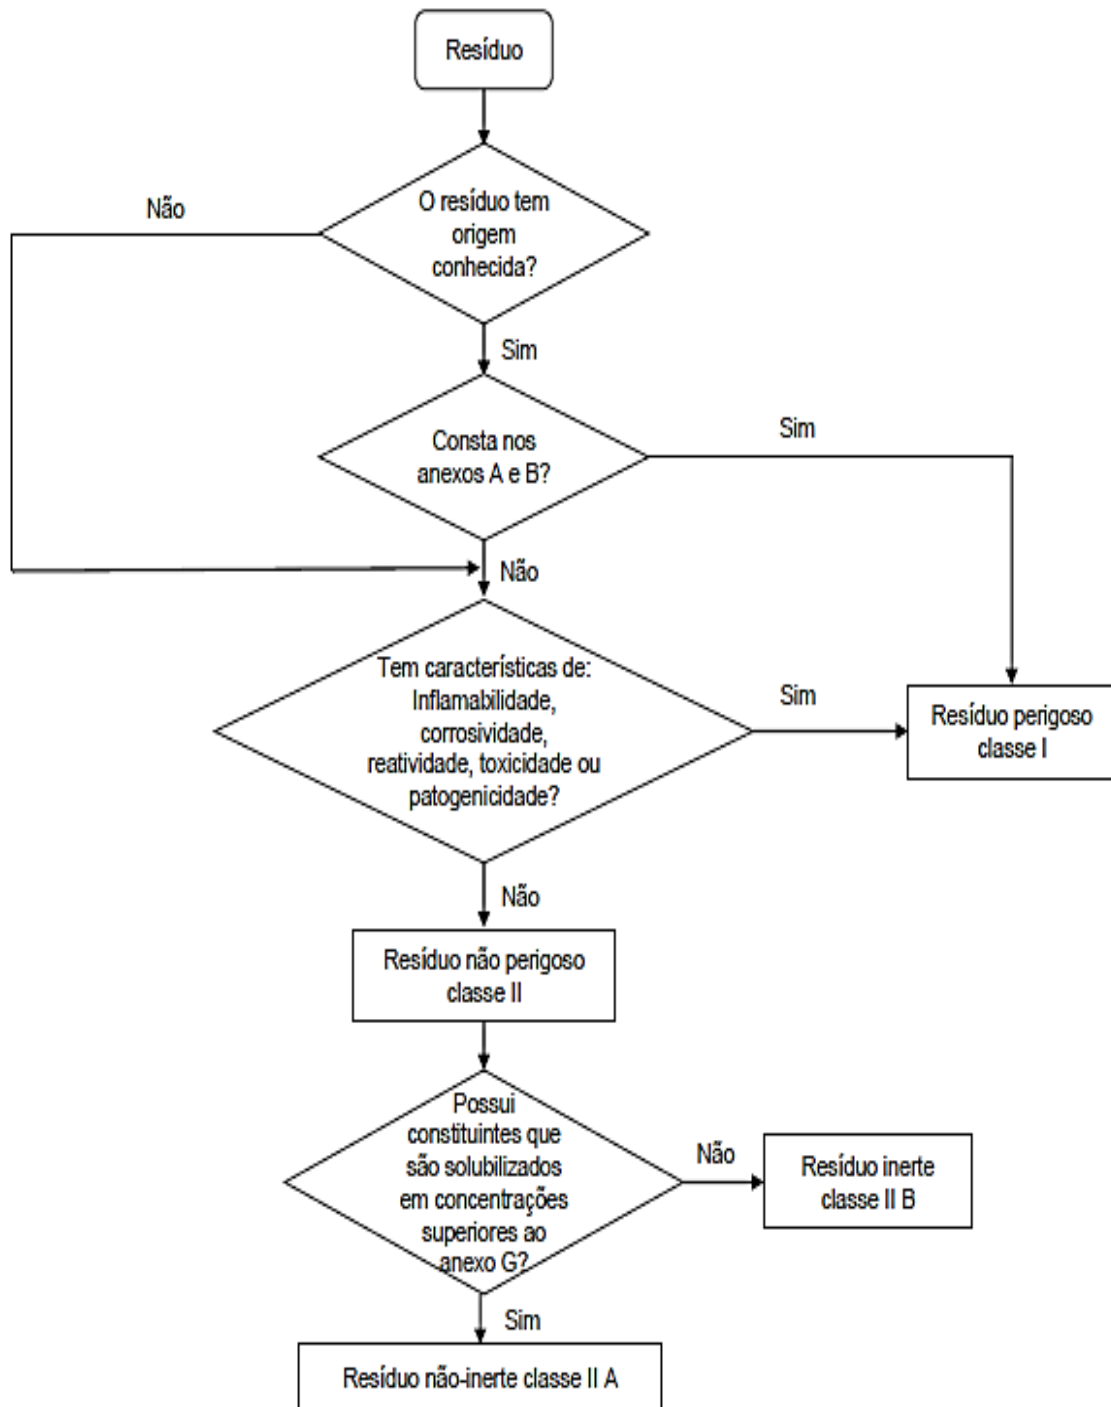 Resíduo
Não
O resíduo tem
origem
conhecida?
Sim
Consta nos
anexos A e B?
Sim
Não
Tem características de:
Inflamabilidade,
corrosividade,
reatividade, toxicidade ou
patogenicidade?
Sim
Resíduo perigoso
classe I
Não
Resíduo não perigoso
classe II
Possui
constituintes que
são solubilizados
em concentrações
superiores ao
anexo G?
Não
Resíduo inerte
classe II B
Sim
Resíduo não-inerte classe II A